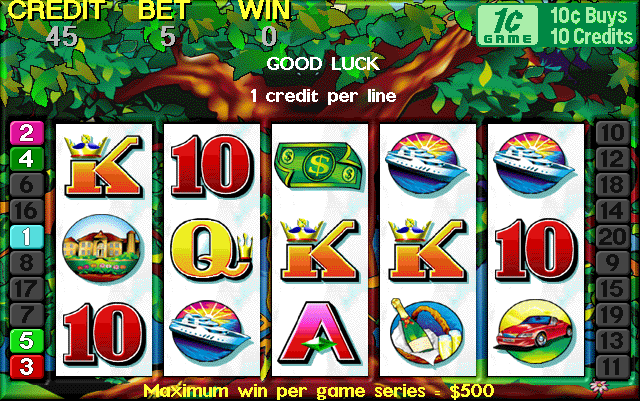 CREDIT BET WIN
45 5 0
1¢ GAME
10¢ Buys
10 Credits
GOOD LUCK
1 credit per line
2 K 10 10
4 12
6 8
16 18
1 Q K K 10 20
8 9
17 15
7 19
5 10 A 13
3 11
Maximum win per game series = $500